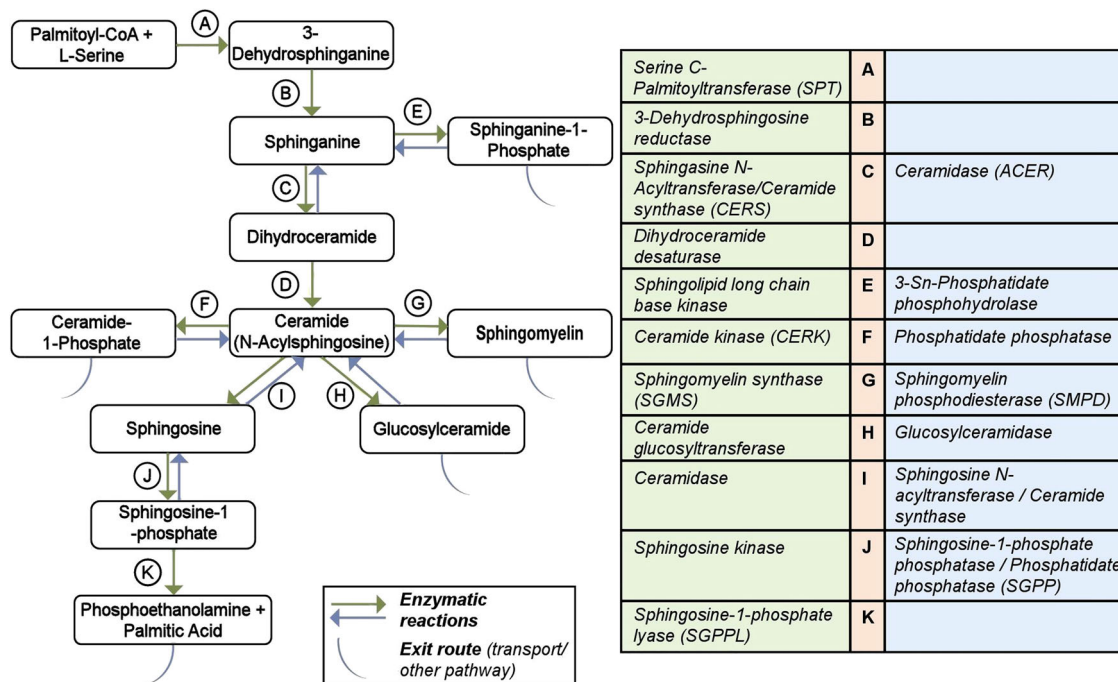 Palmitoyl-CoA +
L-Serine
A
3-
Dehydrosphinganine
B
Sphinganine
E
Sphinganine-1-
Phosphate
C
Dihydroceramide
D
F
G
Ceramide-
1-Phosphate
Ceramide
(N-Acylsphingosine)
Sphingomyelin
I
H
Sphingosine
Glucosylceramide
J
Sphingosine-1
-phosphate
K
Phosphoethanolamine +
Palmitic Acid
Enzymatic
reactions
Exit route (transport/
other pathway)
Serine C-
Palmitoyltransferase (SPT)
A
3-Dehydrosphingosine
reductase
B
Sphingasine N-
Acyltransferase/Ceramide
synthase (CERS)
C
Ceramidase (ACER)
Dihydroceramide
desaturase
D
Sphingolipid long chain
base kinase
E
3-Sn-Phosphatidate
phosphohydrolase
Ceramide kinase (CERK)
F
Phosphatidate phosphatase
Sphingomyelin synthase
(SGMS)
G
Sphingomyelin
phosphodiesterase (SMPD)
Ceramide
glucosyltransferase
H
Glucosylceramidase
Ceramidase
I
Sphingosine N-
acyltransferase / Ceramide
synthase
Sphingosine kinase
J
Sphingosine-1-phosphate
phosphatase / Phosphatidate
phosphatase (SGPP)
Sphingosine-1-phosphate
lyase (SGPPL)
K